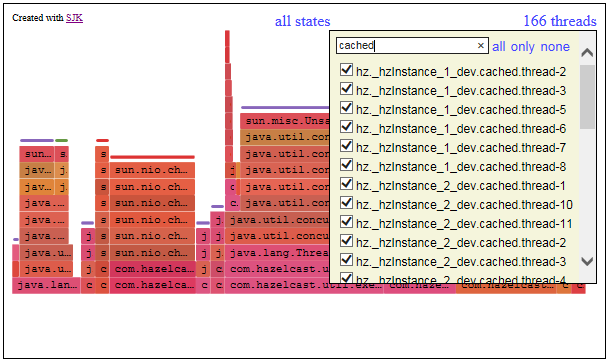 Created with SJK
all states
166 threads
cached
×
all only none
hz._hzInstance_1_dev.cached.thread-2
hz._hzInstance_1_dev.cached.thread-3
hz._hzInstance_1_dev.cached.thread-5
hz._hzInstance_1_dev.cached.thread-6
hz._hzInstance_1_dev.cached.thread-7
hz._hzInstance_1_dev.cached.thread-8
hz._hzInstance_2_dev.cached.thread-1
hz._hzInstance_2_dev.cached.thread-10
hz._hzInstance_2_dev.cached.thread-11
hz._hzInstance_2_dev.cached.thread-2
hz._hzInstance_2_dev.cached.thread-3
hz._hzInstance_2_dev.cached.thread-4
sun.misc.Unsa
java.util.con
sun... s s java.util.con
jav... j s sun.nio.ch... java.util.con
jav... j s sun.nio.ch... c java.util.con
java... s sun.nio.ch... java.util.con
java... s sun.nio.ch... j java.util.concu
java... j s sun.nio.ch... j java.util.concu
java.u... j s sun.nio.ch... java.lang.Threa
java.u... j c com.hazelca... com.hazelcast.u
java.lan... c c com.hazelca... c c com.hazelcast.util.exe... com.haze... com.hazelcast...